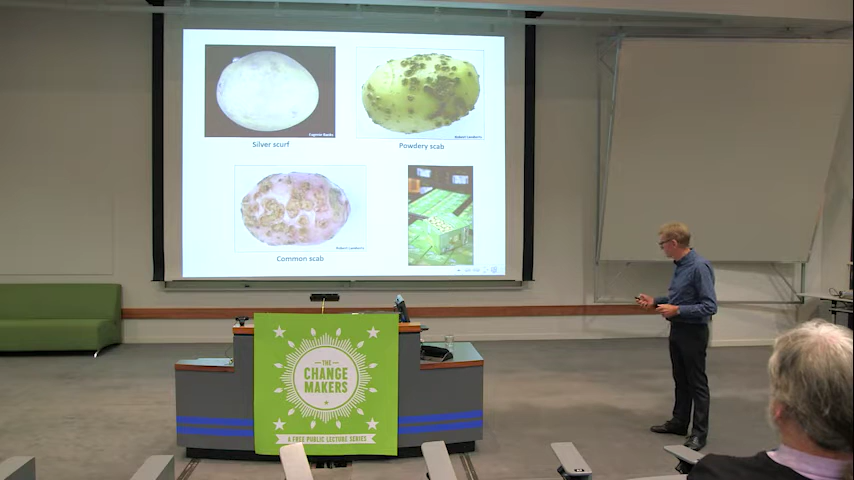 Silver scurf
Powdery scab
Common scab
THE
CHANGE
MAKERS
A FREE PUBLIC LECTURE SERIES